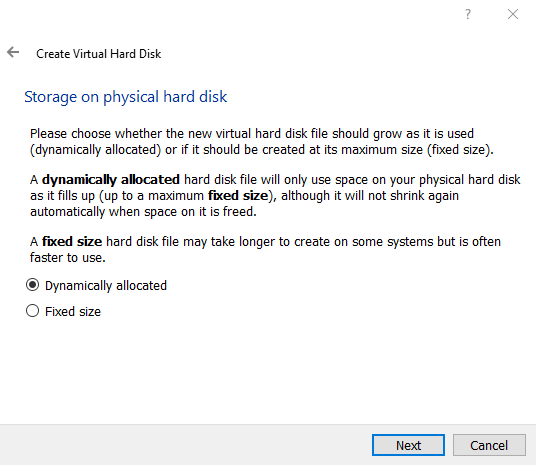 ?
Create Virtual Hard Disk
Storage on physical hard disk
Please choose whether the new virtual hard disk file should grow as it is used
(dynamically allocated) or if it should be created at its maximum size (fixed size).
A dynamically allocated hard disk file will only use space on your physical hard disk
as it fills up (up to a maximum fixed size), although it will not shrink again
automatically when space on it is freed.
A fixed size hard disk file may take longer to create on some systems but is often
faster to use.
Dynamically allocated
Fixed size
Next Cancel